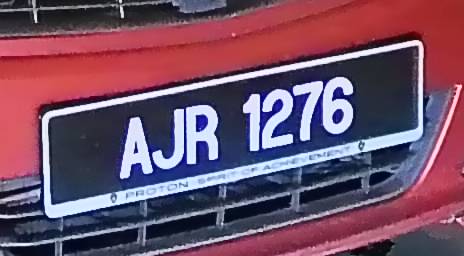 AJR 1276
PROTON SPIRIT OF ACHIEVEMENT